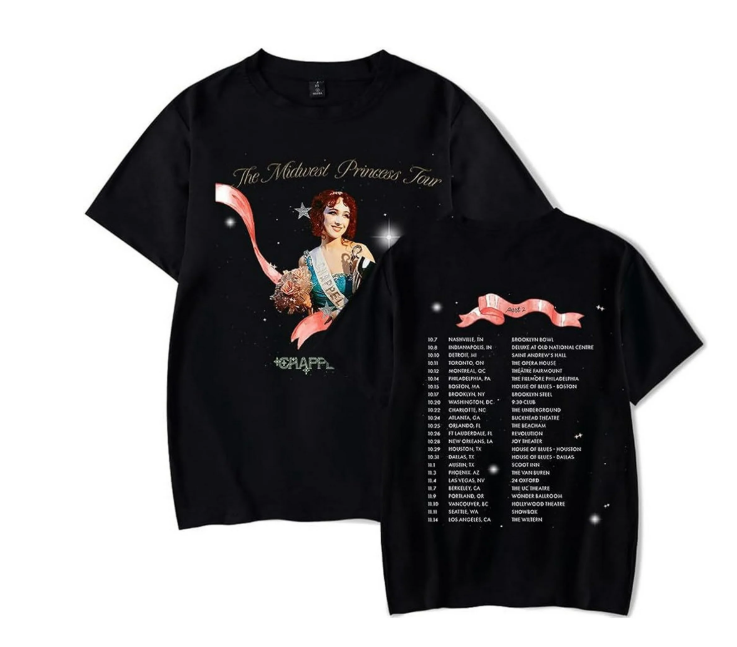 The Midwest Princess Tour
CHAPPEL
CHAPPL
Part 2
10.7 NASHVILLE, TN BROOKLYN BOWL
10.8 INDIANAPOLIS, IN DELUXE AT OLD NATIONAL CENTRE
10.10 DETROIT, MI SAINT ANDREW'S HALL
10.11 TORONTO, ON THE OPERA HOUSE
10.12 MONTREAL, QC THÉÂTRE FAIRMOUNT
10.14 PHILADELPHIA, PA THE FILLMORE PHILADELPHIA
10.15 BOSTON, MA HOUSE OF BLUES - BOSTON
10.17 BROOKLYN, NY BROOKLYN STEEL
10.20 WASHINGTON, DC 9:30 CLUB
10.22 CHARLOTTE, NC THE UNDERGROUND
10.24 ATLANTA, GA BUCKHEAD THEATRE
10.25 ORLANDO, FL THE BEACHAM
10.26 FT LAUDERDALE, FL REVOLUTION
10.28 NEW ORLEANS, LA JOY THEATER
10.29 HOUSTON, TX HOUSE OF BLUES - HOUSTON
10.31 DALLAS, TX HOUSE OF BLUES - DALLAS
11.1 AUSTIN, TX SCOOT INN
11.3 PHOENIX, AZ THE VAN BUREN
11.4 LAS VEGAS, NV 24 OXFORD
11.7 BERKELEY, CA THE UC THEATRE
11.9 PORTLAND, OR WONDER BALLROOM
11.10 VANCOUVER, BC HOLLYWOOD THEATRE
11.11 SEATTLE, WA SHOWBOX
11.14 LOS ANGELES, CA THE WILTERN